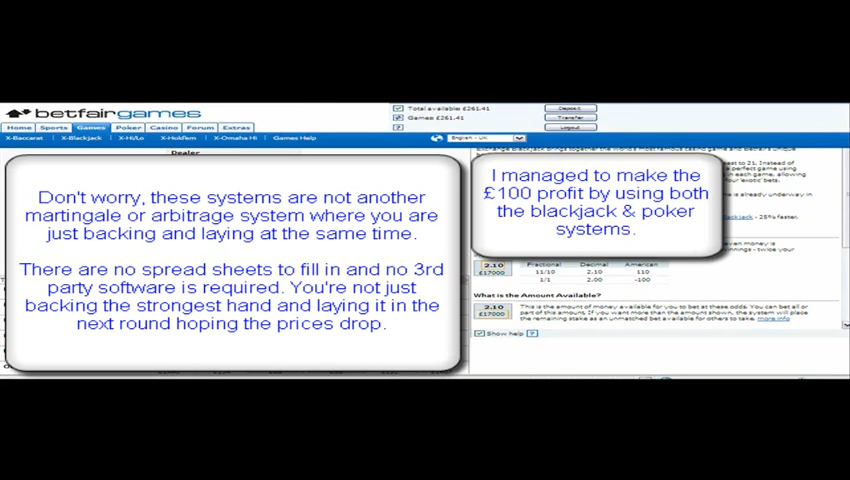 betfairgames
Total available: £261.41
Games: £261.41
Deposit
Transfer
Logout
Home Sports Games Poker Casino Forum Extras
X-Baccarat X-Blackjack X-Hi/Lo X-Hold'em X-Omaha Hi Games Help
English - UK
Dealer
Don't worry, these systems are not another
martingale or arbitrage system where you are
just backing and laying at the same time.
There are no spread sheets to fill in and no 3rd
party software is required. You're not just
backing the strongest hand and laying it in the
next round hoping the prices drop.
I managed to make the
£100 profit by using both
the blackjack & poker
systems.
2.10
£17000
Fractional Decimal American
11/10 2.10 110
1/1 2.00 -100
What is the Amount Available?
2.10
£17000
This is the amount of money available for you to bet at these odds. You can bet all or
part of this amount. If you want more than the amount shown, the system will place
the remaining stake as an unmatched bet available for others to take. more info
Show help ?